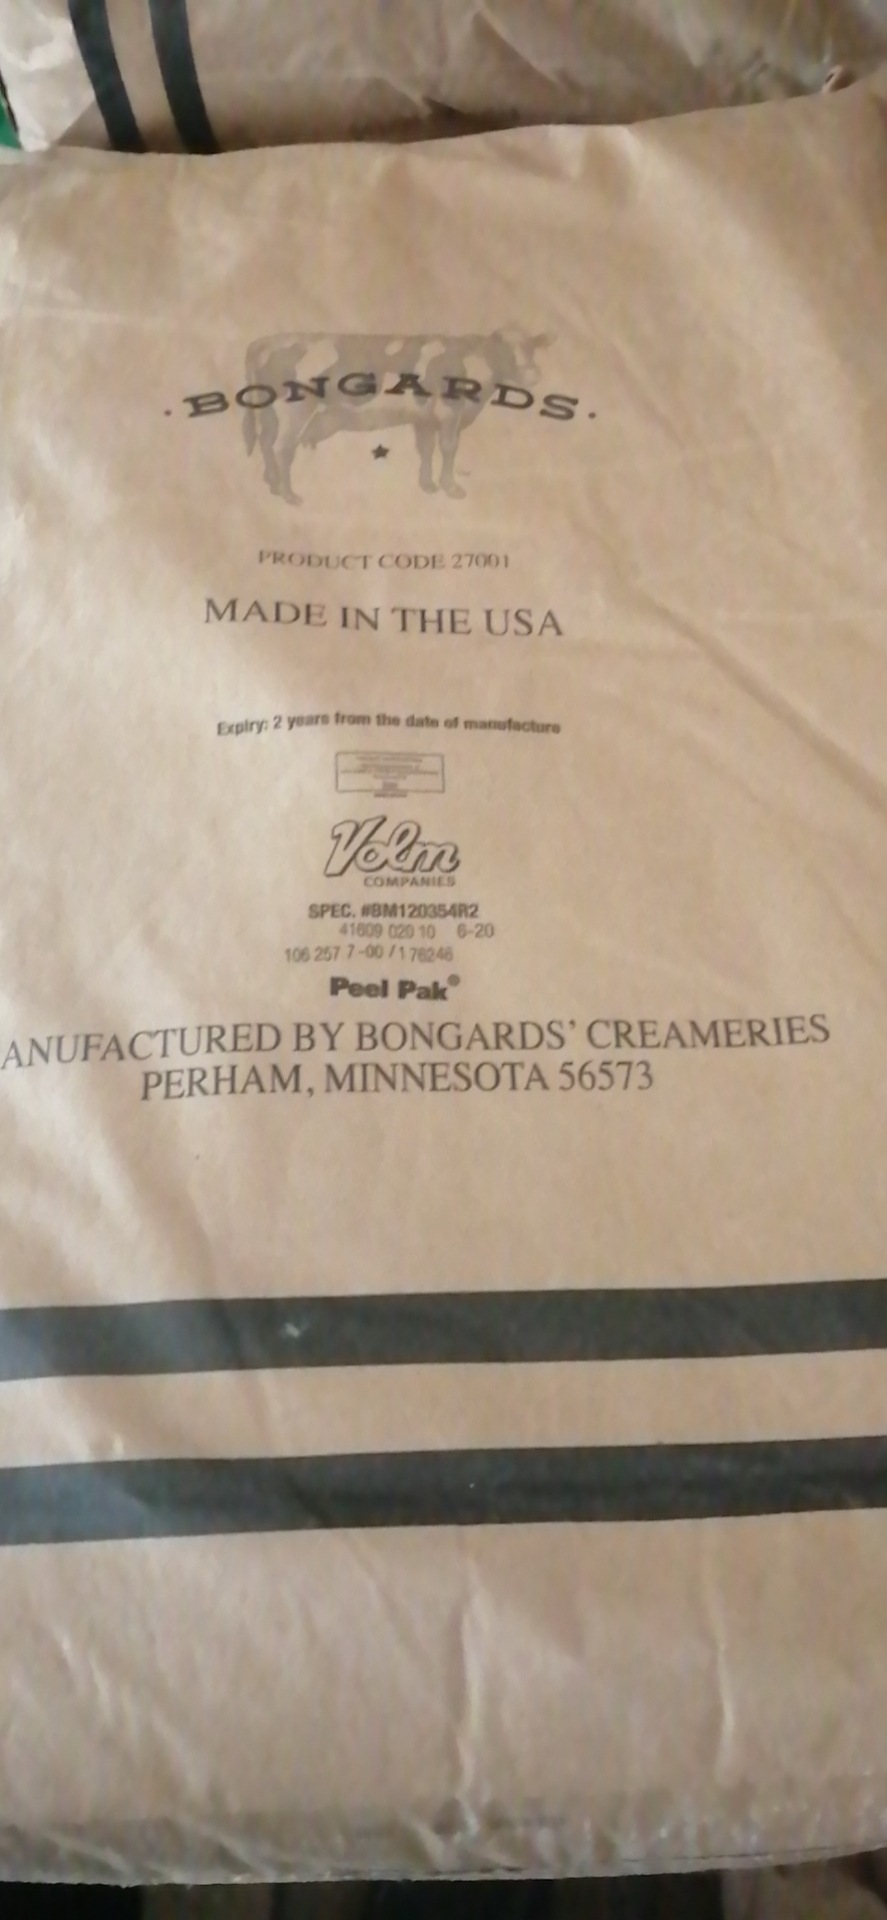 · BONGARDS ·
PRODUCT CODE 27001
MADE IN THE USA
Expiry: 2 years from the date of manufacture
Volm
COMPANIES
SPEC. #BM120354R2
41609 020 10 6-20
106 257 7-00 / 176246
Peel Pak®
ANUFACTURED BY BONGARDS’ CREAMERIES
PERHAM, MINNESOTA 56573